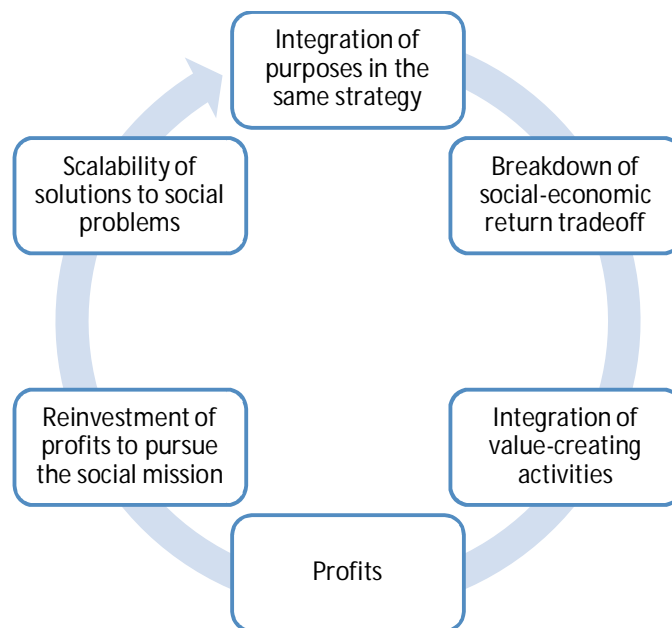 Integration of
purposes in the
same strategy
Breakdown of
social-economic
return tradeoff
Integration of
value-creating
activities
Profits
Reinvestment of
profits to pursue
the social mission
Scalability of
solutions to social
problems